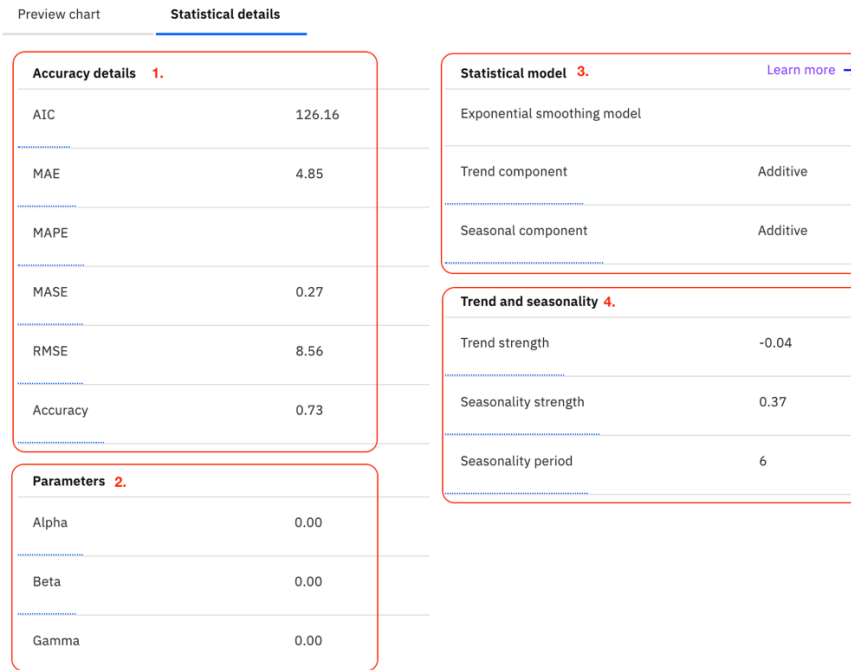 Preview chart
Statistical details
Accuracy details 1.
AIC 126.16
MAE 4.85
MAPE
MASE 0.27
RMSE 8.56
Accuracy 0.73
Parameters 2.
Alpha 0.00
Beta 0.00
Gamma 0.00
Statistical model 3. Learn more
Exponential smoothing model
Trend component Additive
Seasonal component Additive
Trend and seasonality 4.
Trend strength -0.04
Seasonality strength 0.37
Seasonality period 6